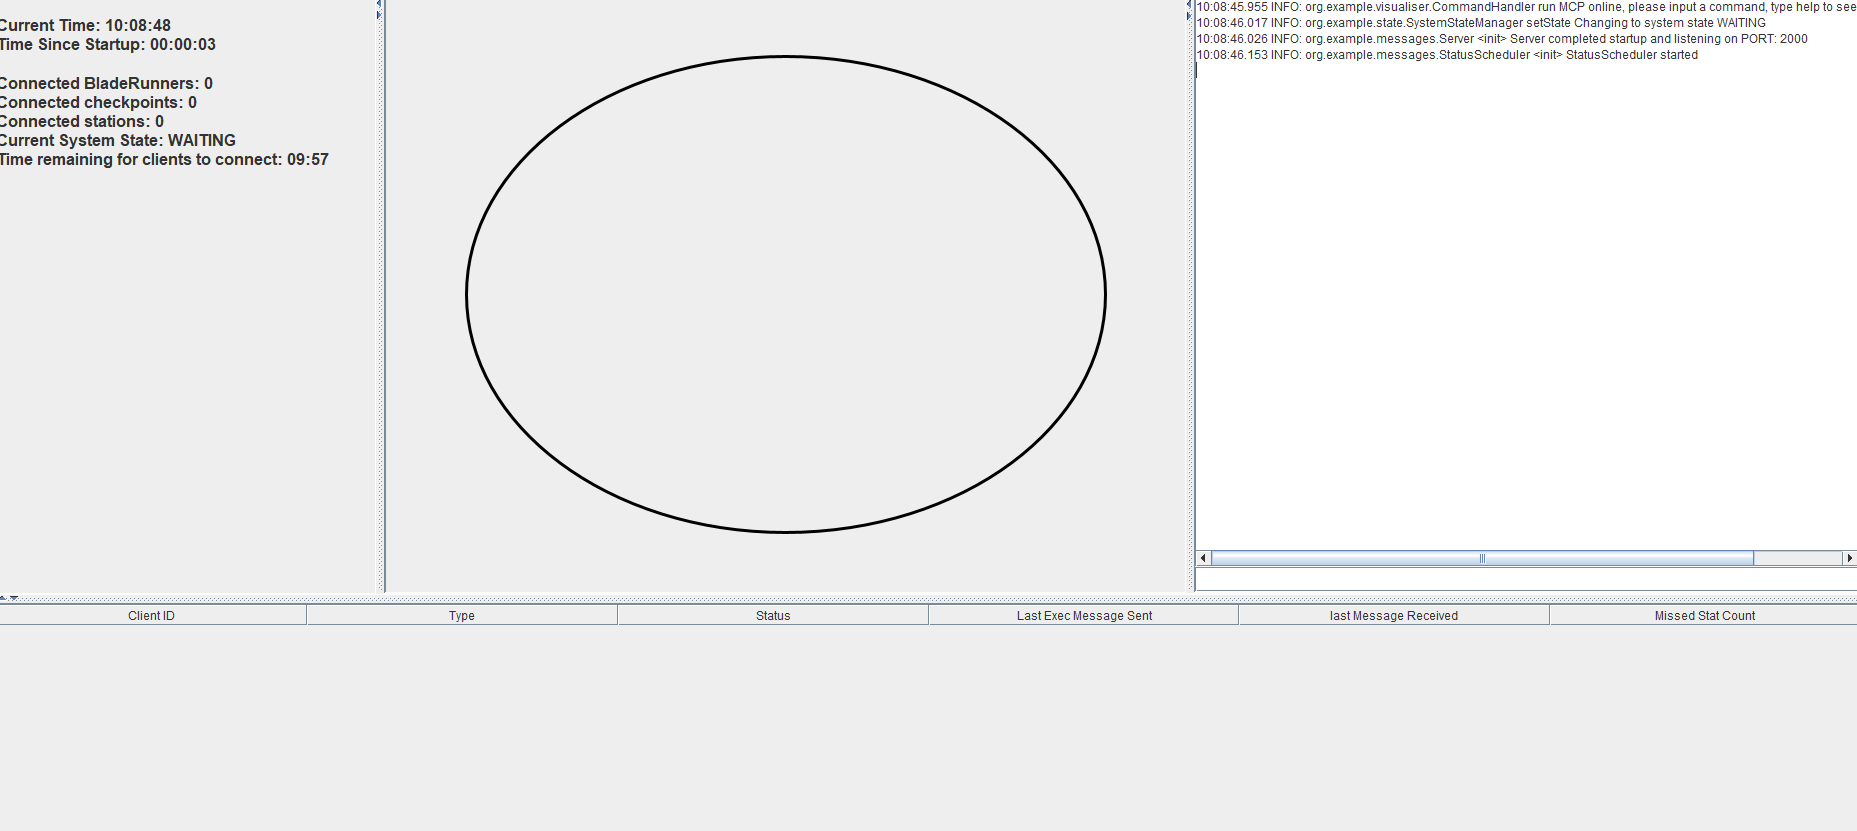 Current Time: 10:08:48
Time Since Startup: 00:00:03
Connected BladeRunners: 0
Connected checkpoints: 0
Connected stations: 0
Current System State: WAITING
Time remaining for clients to connect: 09:57
10:08:45.955 INFO: org.example.visualiser.CommandHandler run MCP online, please input a command, type help to see
10:08:46.017 INFO: org.example.state.SystemStateManager setState Changing to system state WAITING
10:08:46.026 INFO: org.example.messages.Server <init> Server completed startup and listening on PORT: 2000
10:08:46.153 INFO: org.example.messages.StatusScheduler <init> StatusScheduler started
Client ID Type Status Last Exec Message Sent last Message Received Missed Stat Count